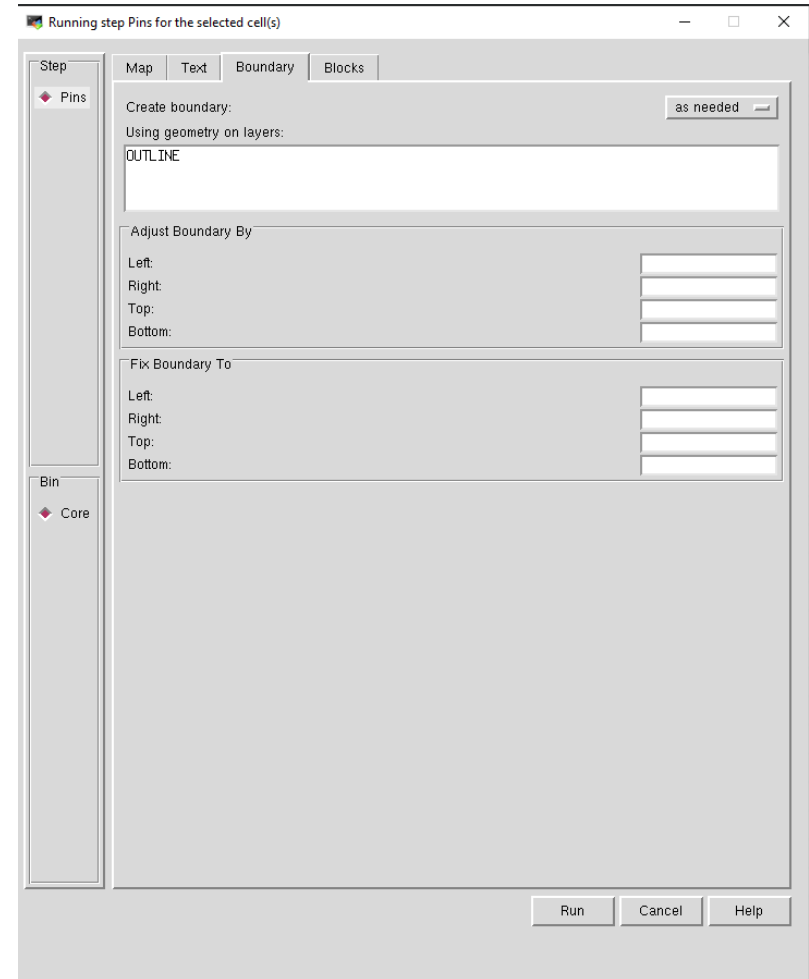 Running step Pins for the selected cell(s)
Step
Pins
Map Text Boundary Blocks
Create boundary: as needed
Using geometry on layers:
OUTLINE
Adjust Boundary By
Left:
Right:
Top:
Bottom:
Fix Boundary To
Left:
Right:
Top:
Bottom:
Bin
Core
Run Cancel Help